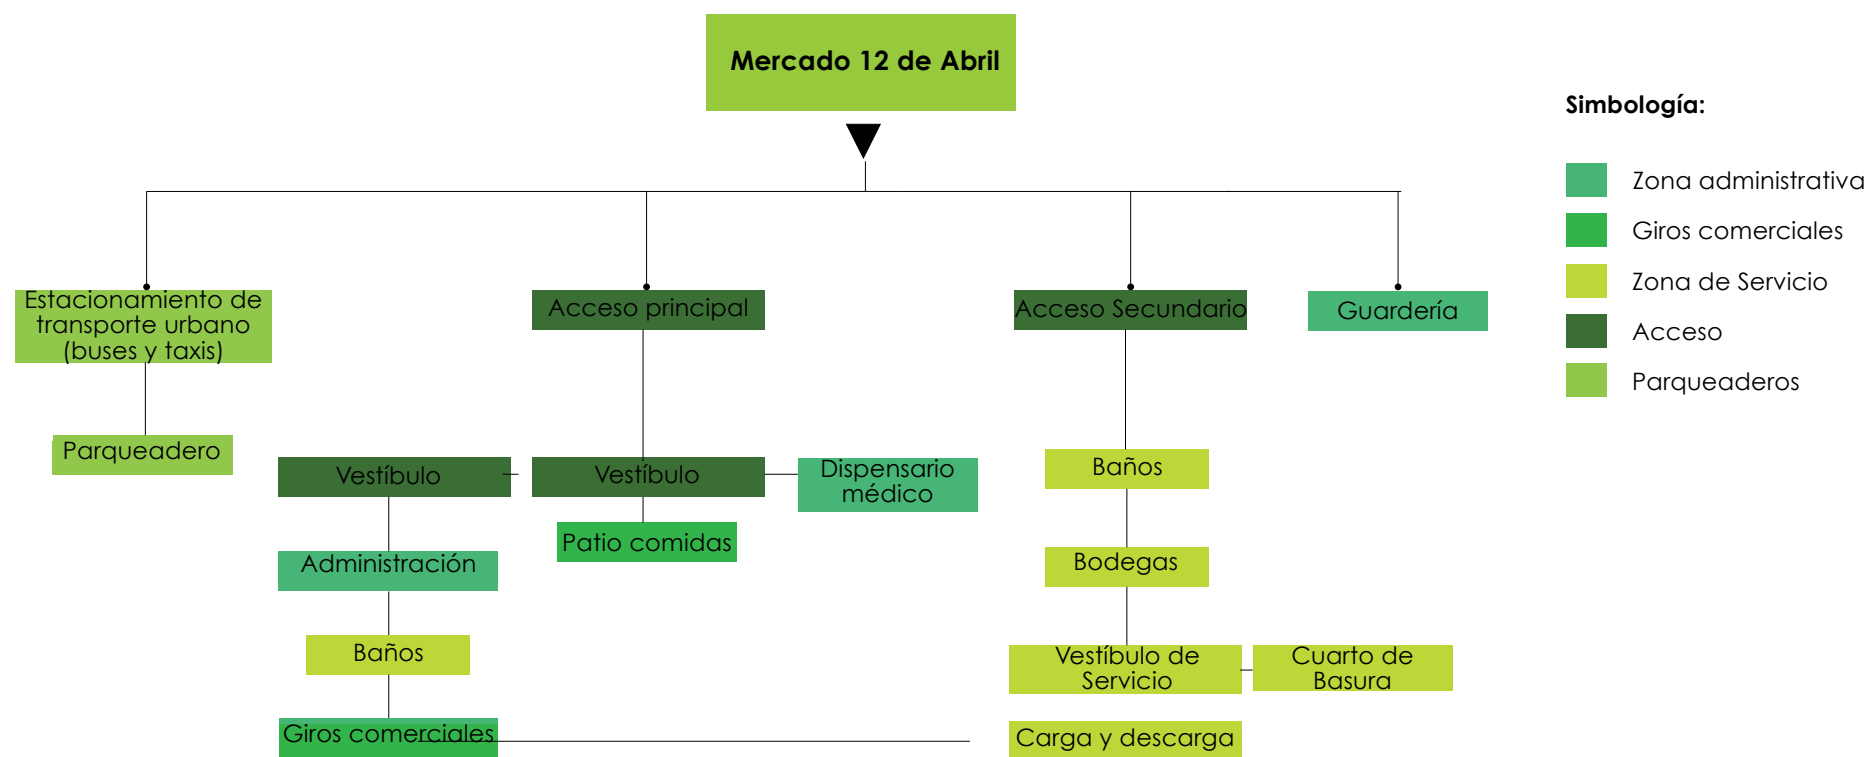 Mercado 12 de Abril
Simbología:
Zona administrativa
Giros comerciales
Zona de Servicio
Acceso
Parqueaderos
Estacionamiento de
transporte urbano
(buses y taxis)
Acceso principal
Acceso Secundario
Guardería
Parqueadero
Vestíbulo
Vestíbulo
Dispensario
médico
Baños
Patio comidas
Administración
Bodegas
Baños
Vestíbulo de
Servicio
Cuarto de
Basura
Giros comerciales
Carga y descarga